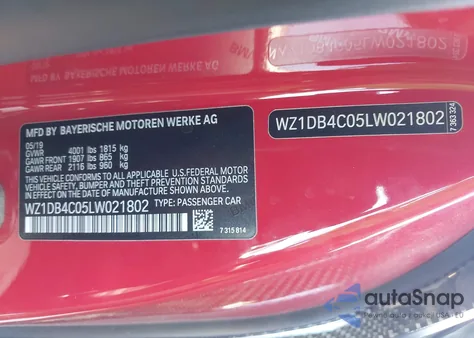 MFD BY BAYERISCHE MOTOREN WERKE AG
05/19
GVWR 4001 lbs 1815 kg
GAWR FRONT 1907 lbs 865 kg
GAWR REAR 2116 lbs 960 kg
THIS VEHICLE CONFORMS TO ALL APPLICABLE U.S.FEDERAL MOTOR
VEHICLE SAFETY, BUMPER, AND THEFT PREVENTION STANDARDS
IN EFFECT ON THE DATE OF MANUFACTURE SHOWN ABOVE.
WZ1DB4C05LW021802 TYPE: PASSENGER CAR
7 315 814
WZ1DB4C05LW021802
7 363 324
autoSnap